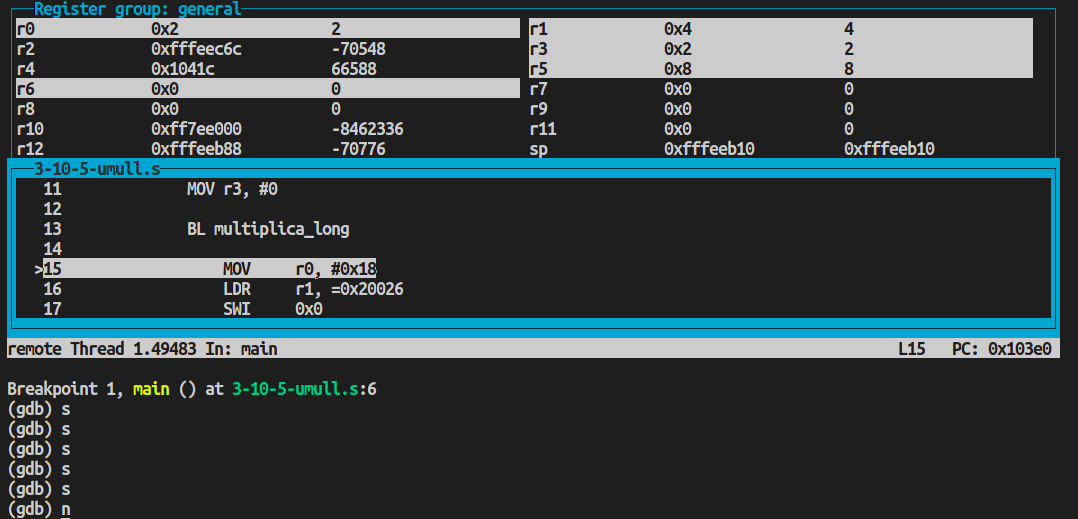 Register group: general
r0 0x2 2 r1 0x4 4
r2 0xfffeec6c -70548 r3 0x2 2
r4 0x1041c 66588 r5 0x8 8
r6 0x0 0 r7 0x0 0
r8 0x0 0 r9 0x0 0
r10 0xff7ee000 -8462336 r11 0x0 0
r12 0xfffeeb88 -70776 sp 0xfffeeb10 0xfffeeb10
3-10-5-umull.s
11 MOV r3, #0
12
13 BL multiplica_long
14
>15 MOV r0, #0x18
16 LDR r1, =0x20026
17 SWI 0x0
remote Thread 1.49483 In: main L15 PC: 0x103e0
Breakpoint 1, main () at 3-10-5-umull.s:6
(gdb) s
(gdb) s
(gdb) s
(gdb) s
(gdb) s
(gdb) n